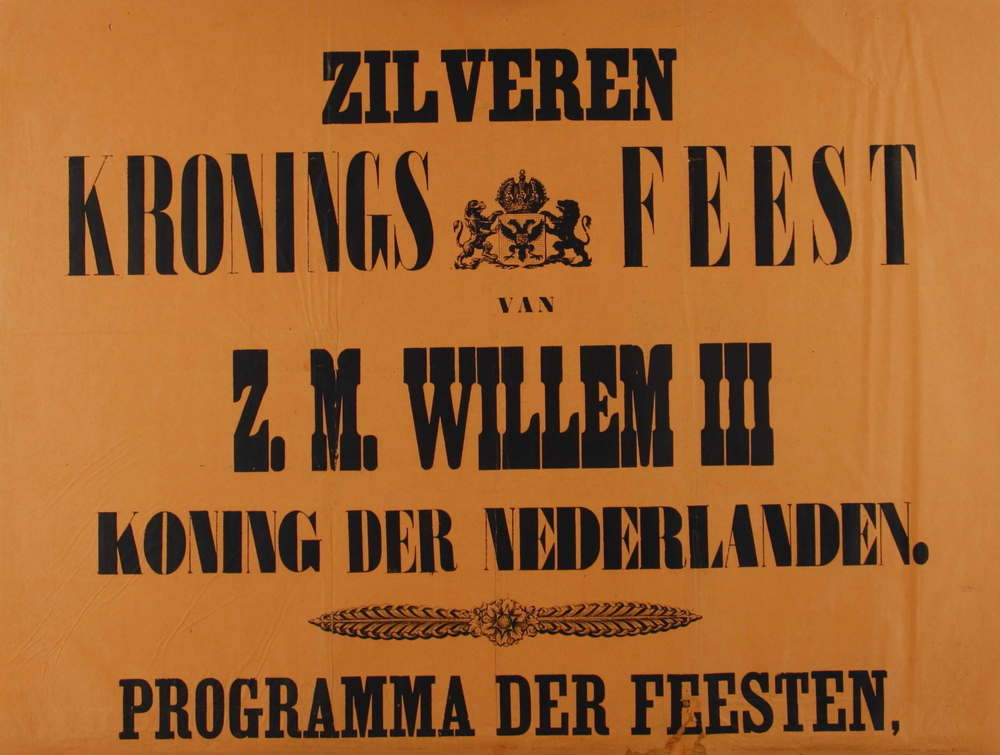 ZILVEREN
KRONINGS FEEST
VAN
Z. M. WILLEM III
KONING DER NEDERLANDEN.
PROGRAMMA DER FEESTEN,